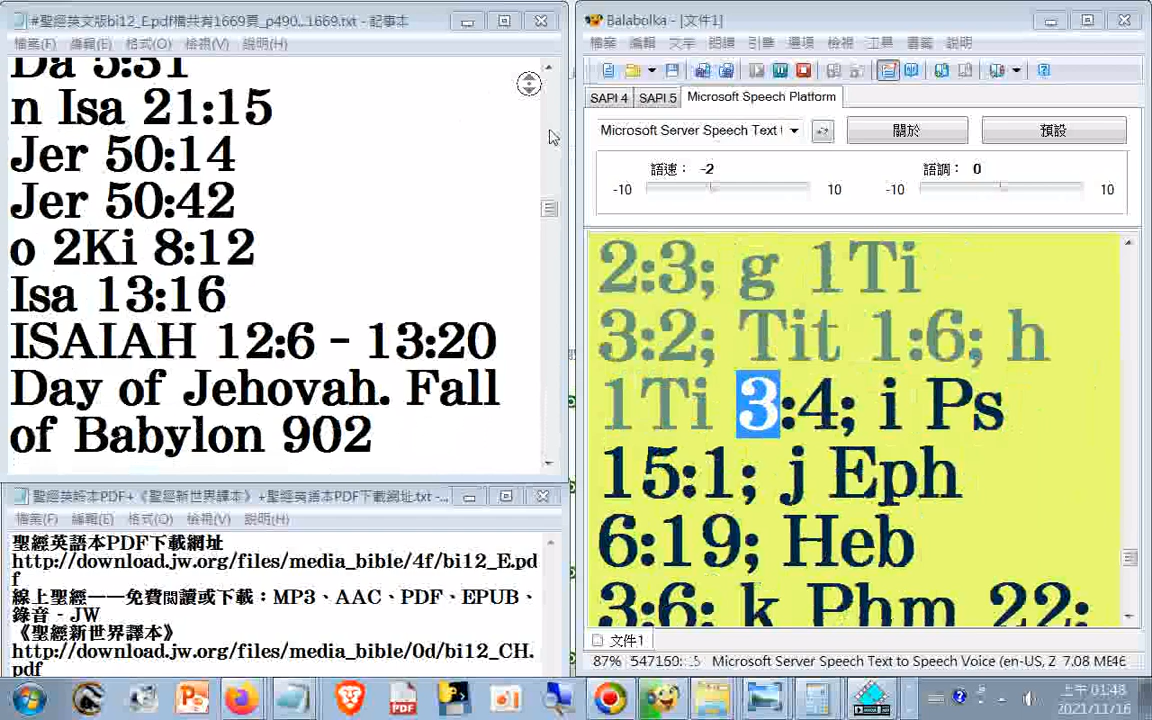 #聖經英文版bi12_E.pdf檔共有1669頁_p490...1669.txt - 記事本
檔案(F) 編輯(E) 格式(O) 檢視(V) 說明(H)
Da 5:31
n Isa 21:15
Jer 50:14
Jer 50:42
o 2Ki 8:12
Isa 13:16
ISAIAH 12:6 - 13:20
Day of Jehovah. Fall
of Babylon 902
聖經英語本PDF+《聖經新世界譯本》+聖經英語本PDF下載網址.txt -...
檔案(F) 編輯(E) 格式(O) 檢視(V) 說明(H)
聖經英語本PDF下載網址
http://download.jw.org/files/media_bible/4f/bi12_E.pd
f
線上聖經——免費閱讀或下載：MP3、AAC、PDF、EPUB、
錄音 - JW
《聖經新世界譯本》
http://download.jw.org/files/media_bible/0d/bi12_CH.
pdf
Balabolka - [文件1]
檔案 編輯 文字 朗讀 引擎 選項 檢視 工具 書籤 說明
SAPI 4 SAPI 5 Microsoft Speech Platform
Microsoft Server Speech Text
關於 預設
語速： -2 語調： 0
-10 10 -10 10
2:3; g 1Ti
3:2; Tit 1:6; h
1Ti 3:4; i Ps
15:1; j Eph
6:19; Heb
3:6; k Phm 22;
文件1
87% Microsoft Server Speech Text to Speech Voice (en-US, Z 7.08 ME
上午 01:48
2021/11/16